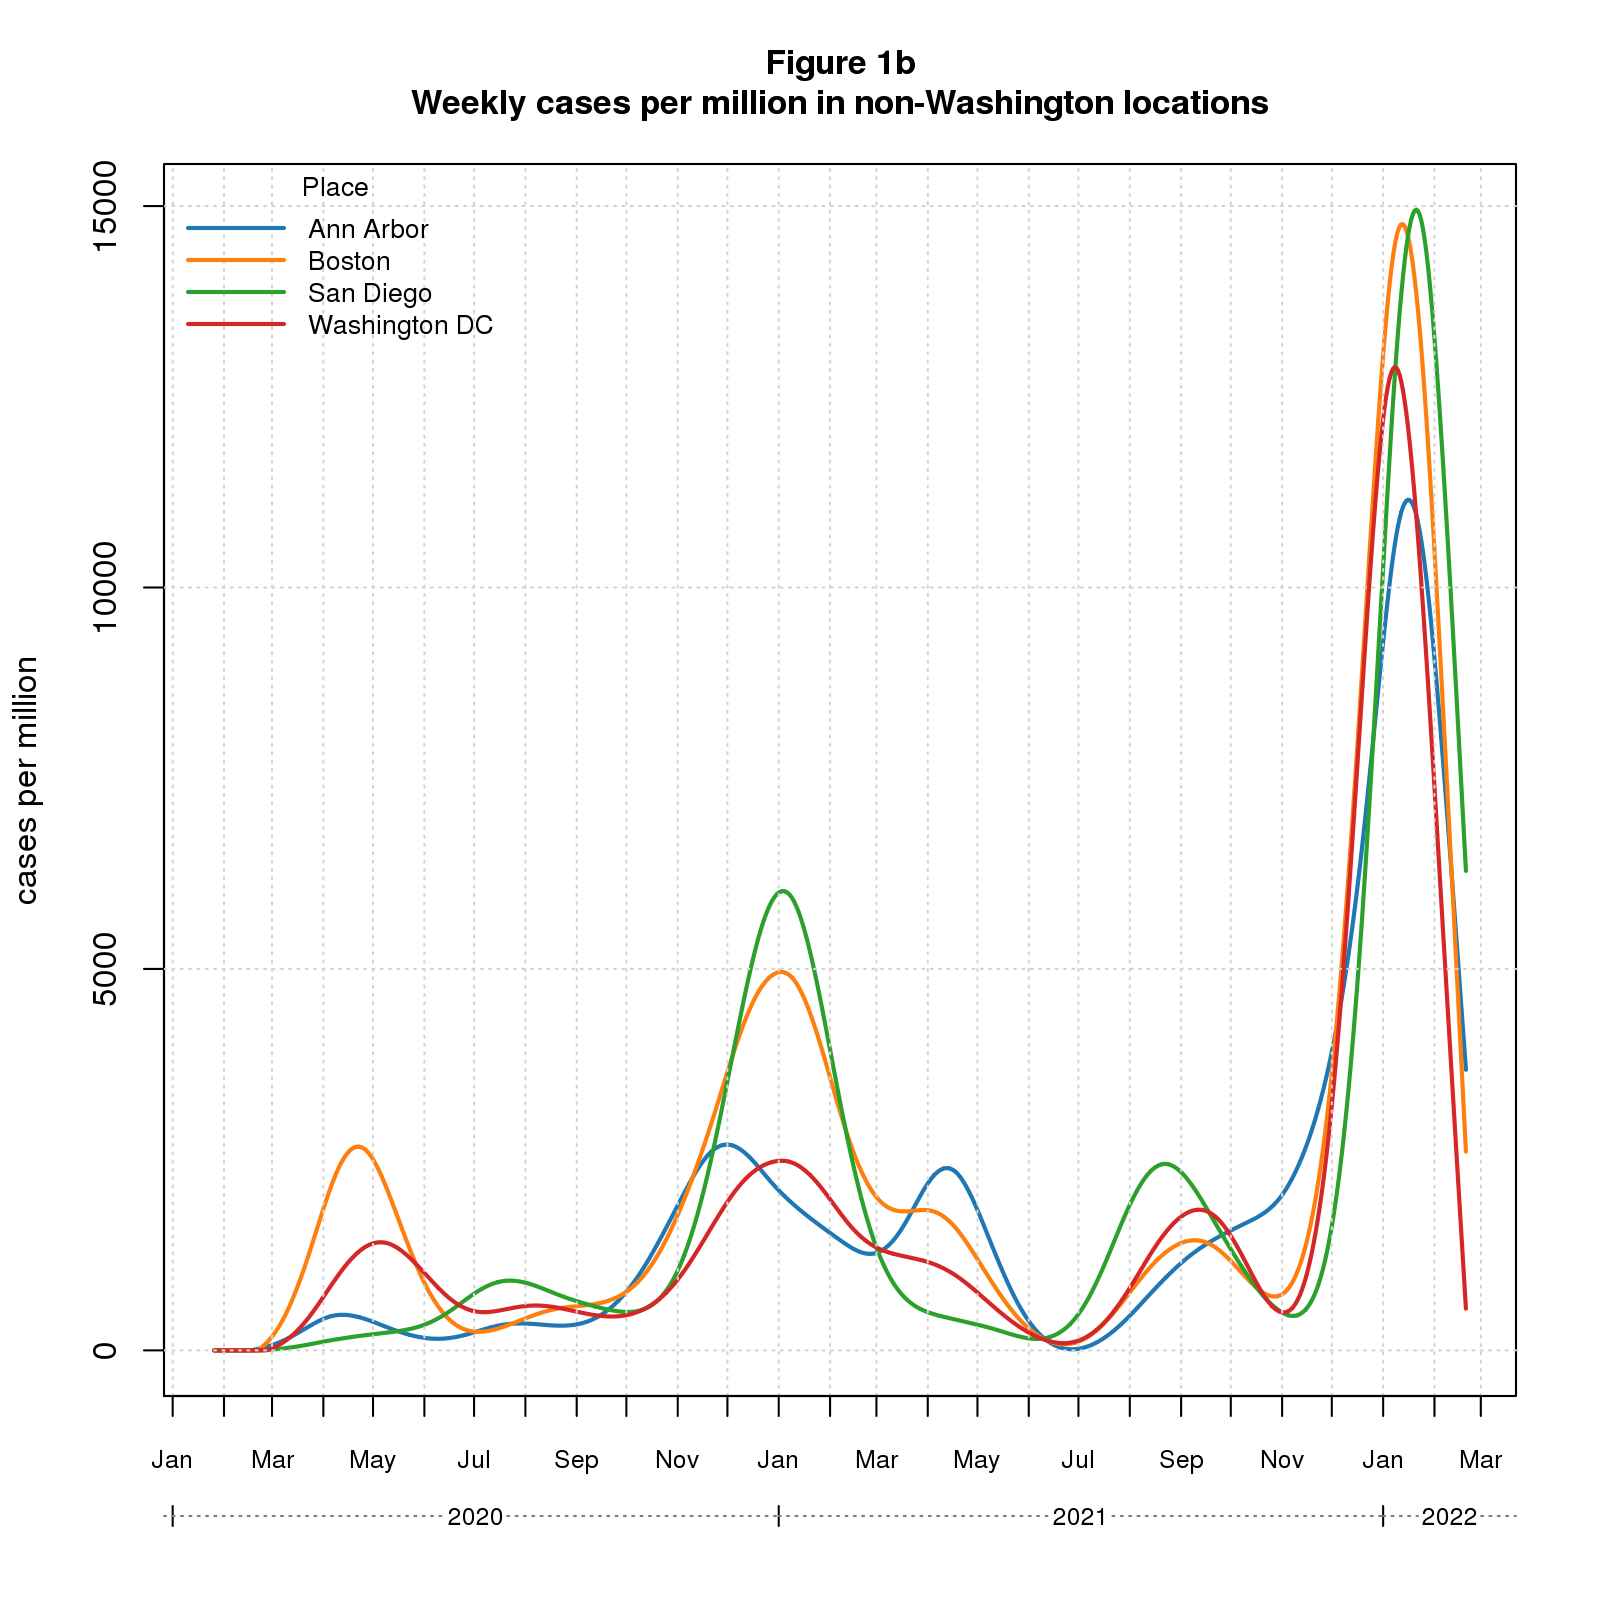 Figure 1b
Weekly cases per million in non-Washington locations
Place
Ann Arbor
Boston
San Diego
Washington DC
cases per million
15000
10000
5000
0
Jan Mar May Jul Sep Nov Jan Mar May Jul Sep Nov Jan Mar
2020 2021 2022